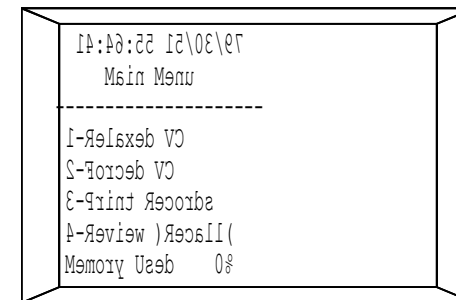 14:46:55 15/03/97
Main Menu
--------------------
1-Relaxed VC
2-Forced VC
3-Print Records
4-Review (Recall)
Memory Used 0%